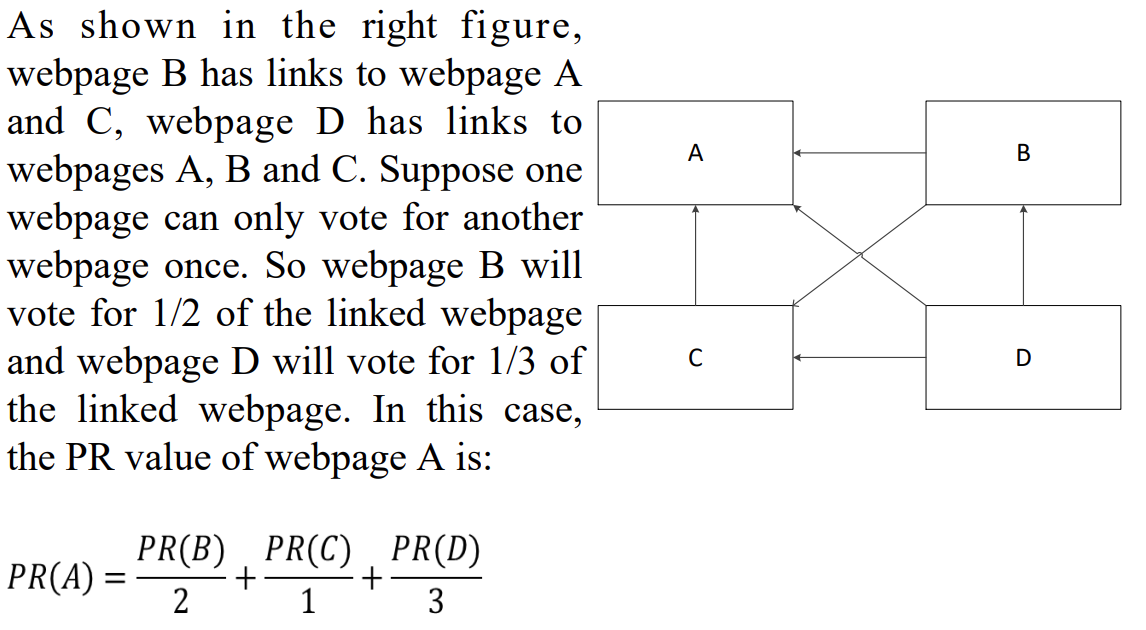 As shown in the right figure,
webpage B has links to webpage A
and C, webpage D has links to
webpages A, B and C. Suppose one
webpage can only vote for another
webpage once. So webpage B will
vote for 1/2 of the linked webpage
and webpage D will vote for 1/3 of
the linked webpage. In this case,
the PR value of webpage A is:
PR(A) = PR(B)/2 + PR(C)/1 + PR(D)/3
A
B
C
D